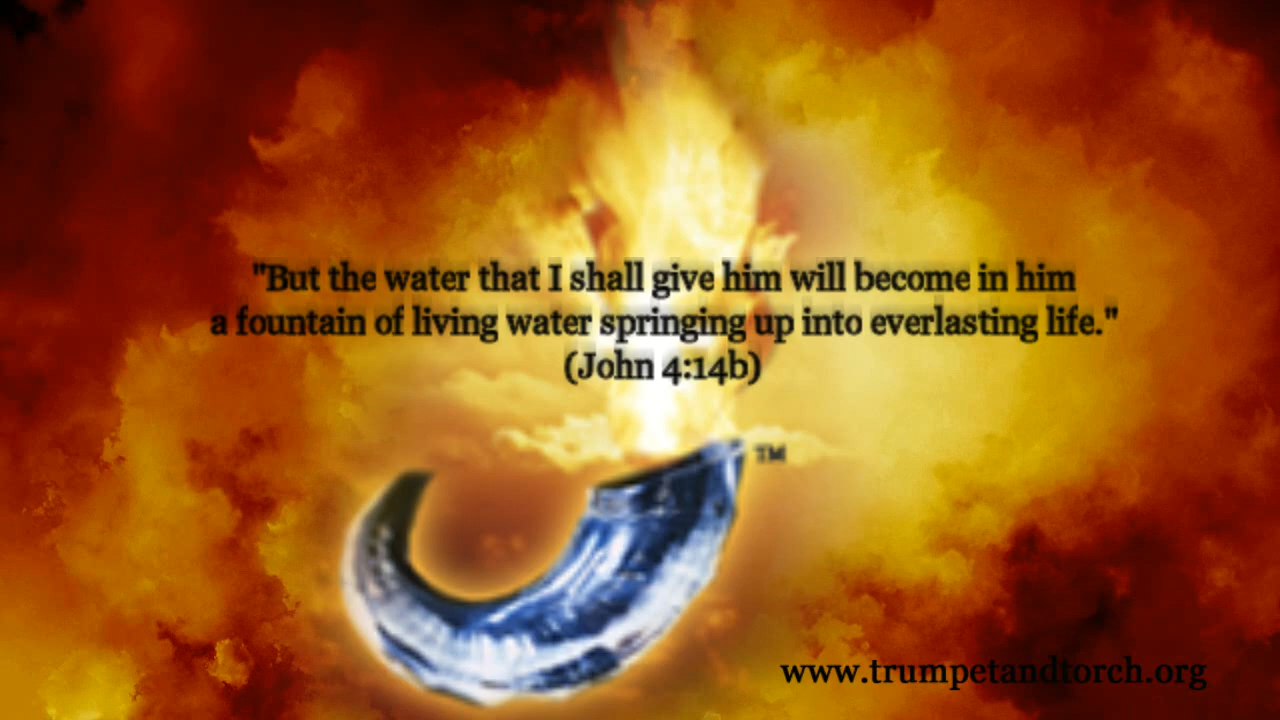 "But the water that I shall give him will become in him
a fountain of living water springing up into everlasting life."
(John 4:14b)
TM
www.trumpetandtorch.org